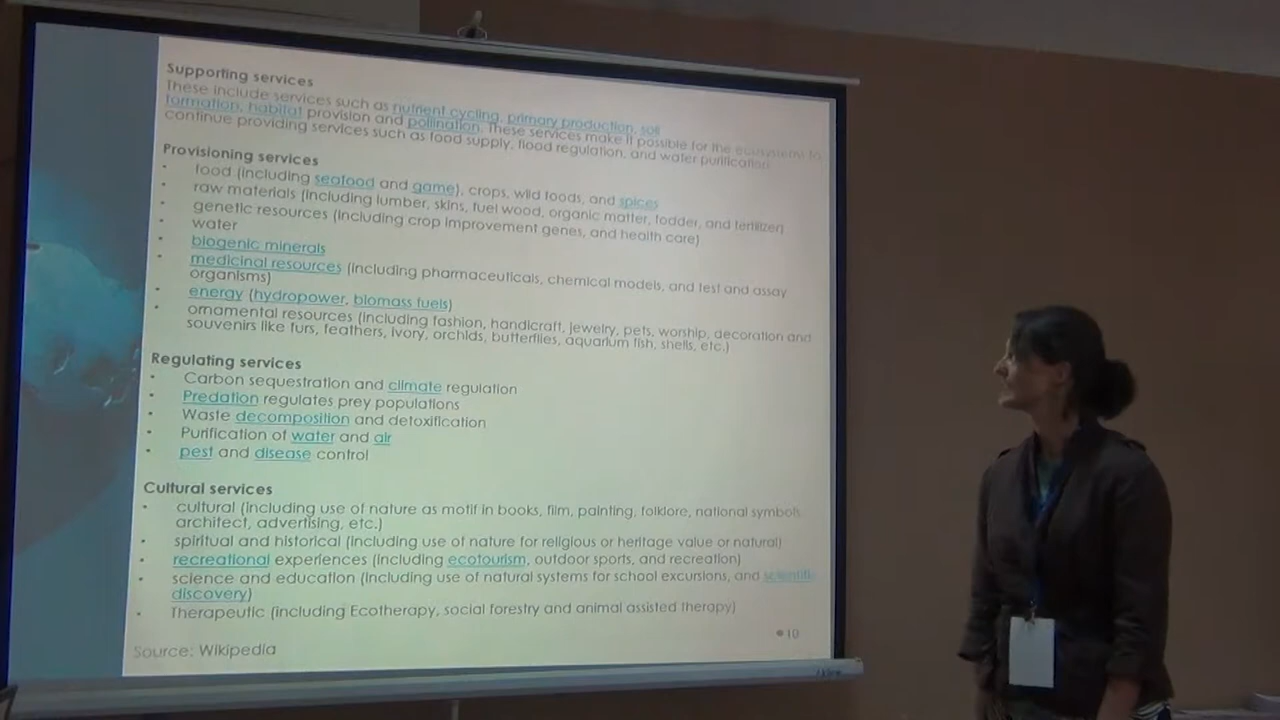 Supporting services
These include services such as nutrient cycling, primary production, soil
formation, habitat provision and pollination. These services make it possible for the ecosystems to
continue providing services such as food supply, flood regulation, and water purification.
Provisioning services
• food (including seafood and game), crops, wild foods, and spices
• raw materials (including lumber, skins, fuel wood, organic matter, fodder, and fertilizer)
• genetic resources (including crop improvement genes, and health care)
• water
• biogenic minerals
• medicinal resources (including pharmaceuticals, chemical models, and test and assay
organisms)
• energy (hydropower, biomass fuels)
• ornamental resources (including fashion, handicraft, jewelry, pets, worship, decoration and
souvenirs like furs, feathers, ivory, orchids, butterflies, aquarium fish, shells, etc.)
Regulating services
• Carbon sequestration and climate regulation
• Predation regulates prey populations
• Waste decomposition and detoxification
• Purification of water and air
• pest and disease control
Cultural services
• cultural (including use of nature as motif in books, film, painting, folklore, national symbols,
architect, advertising, etc.)
• spiritual and historical (including use of nature for religious or heritage value or natural)
• recreational experiences (including ecotourism, outdoor sports, and recreation)
• science and education (including use of natural systems for school excursions, and scientific
discovery)
• Therapeutic (including Ecotherapy, social forestry and animal assisted therapy)
● 10
Source: Wikipedia